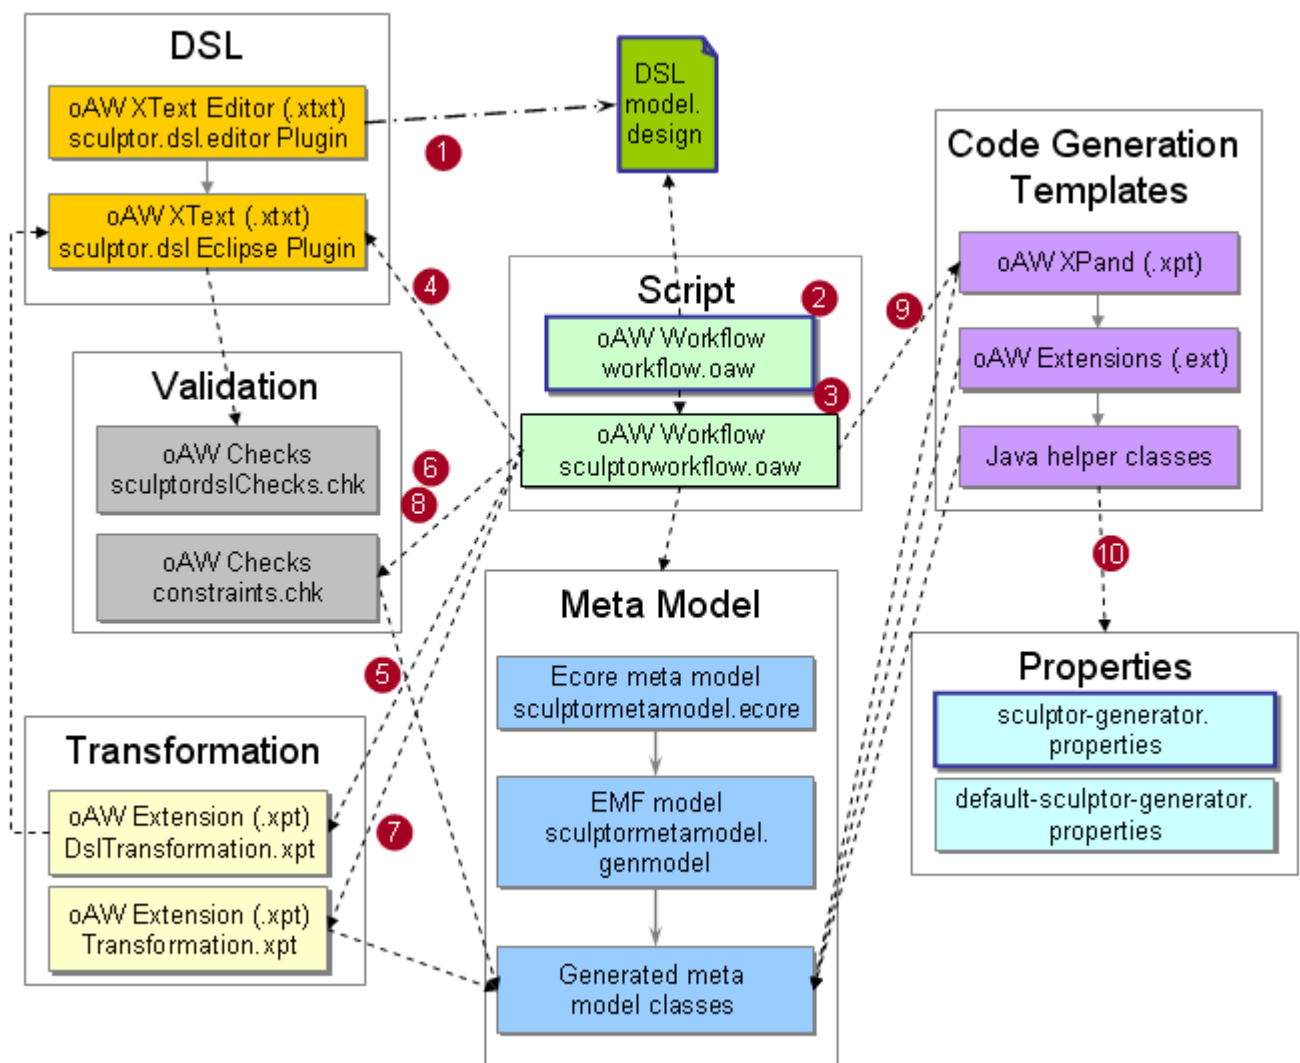 DSL
oAW XText Editor (.xtxt)
sculptor.dsl.editor Plugin
oAW XText (.xtxt)
sculptor.dsl Eclipse Plugin
1
DSL
model.
design
4
Script
2
oAW Workflow
workflow.oaw
3
oAW Workflow
sculptorworkflow.oaw
9
Code Generation
Templates
oAW XPand (.xpt)
oAW Extensions (.ext)
Java helper classes
10
Validation
oAW Checks
sculptordslChecks.chk
oAW Checks
constraints.chk
6
8
5
7
Meta Model
Ecore meta model
sculptormetamodel.ecore
EMF model
sculptormetamodel.
genmodel
Generated meta
model classes
Properties
sculptor-generator.
properties
default-sculptor-generator.
properties
Transformation
oAW Extension (.xpt)
DslTransformation.xpt
oAW Extension (.xpt)
Transformation.xpt